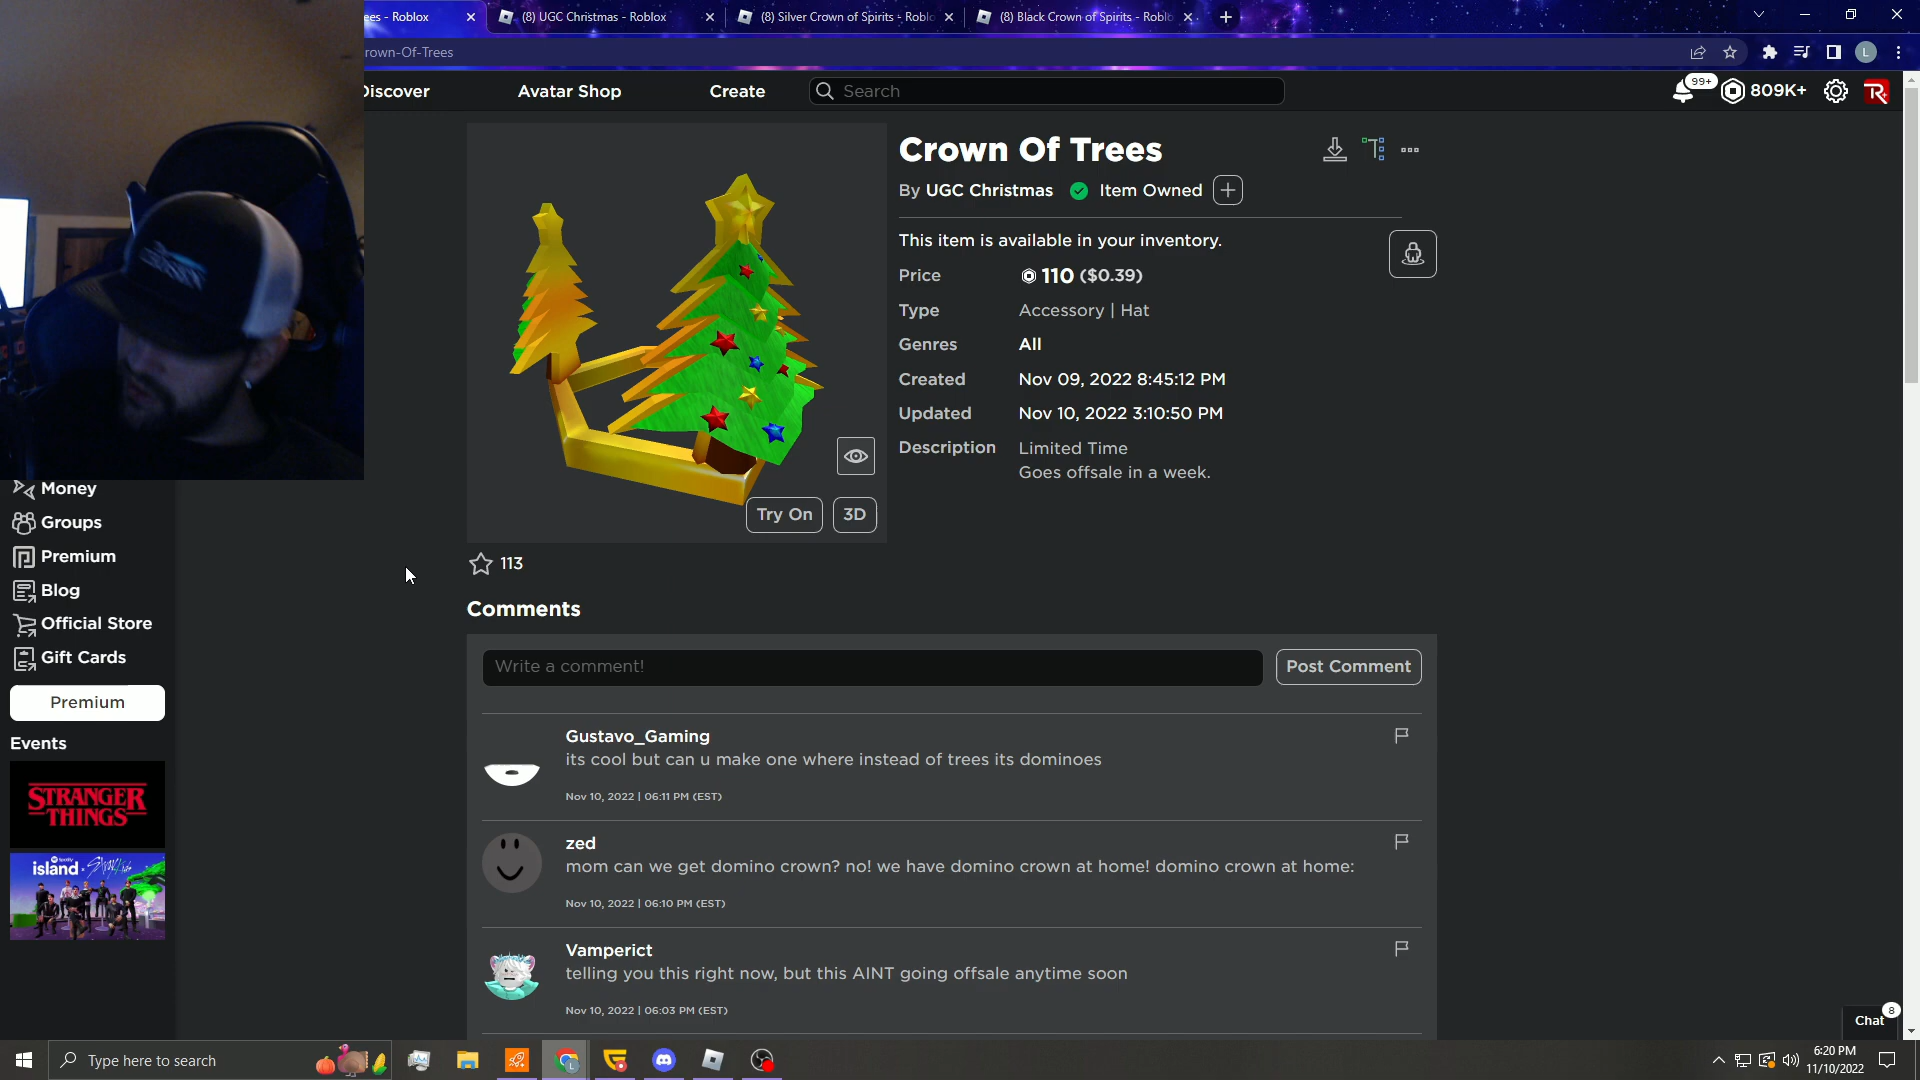 ees - Roblox
(8) UGC Christmas - Roblox
(8) Silver Crown of Spirits - Roblo
(8) Black Crown of Spirits - Roblo
rown-Of-Trees
L
Discover
Avatar Shop
Create
Search
99+
809K+
Crown Of Trees
By UGC Christmas
Item Owned
This item is available in your inventory.
Price
110 ($0.39)
Type
Accessory | Hat
Genres
All
Created
Nov 09, 2022 8:45:12 PM
Updated
Nov 10, 2022 3:10:50 PM
Description
Limited Time
Goes offsale in a week.
Try On
3D
113
Money
Groups
Premium
Blog
Official Store
Gift Cards
Premium
Events
STRANGER
THINGS
island
Comments
Write a comment!
Post Comment
Gustavo_Gaming
its cool but can u make one where instead of trees its dominoes
Nov 10, 2022 | 06:11 PM (EST)
zed
mom can we get domino crown? no! we have domino crown at home! domino crown at home:
Nov 10, 2022 | 06:10 PM (EST)
Vamperict
telling you this right now, but this AINT going offsale anytime soon
Nov 10, 2022 | 06:03 PM (EST)
Chat
8
Type here to search
6:20 PM
11/10/2022